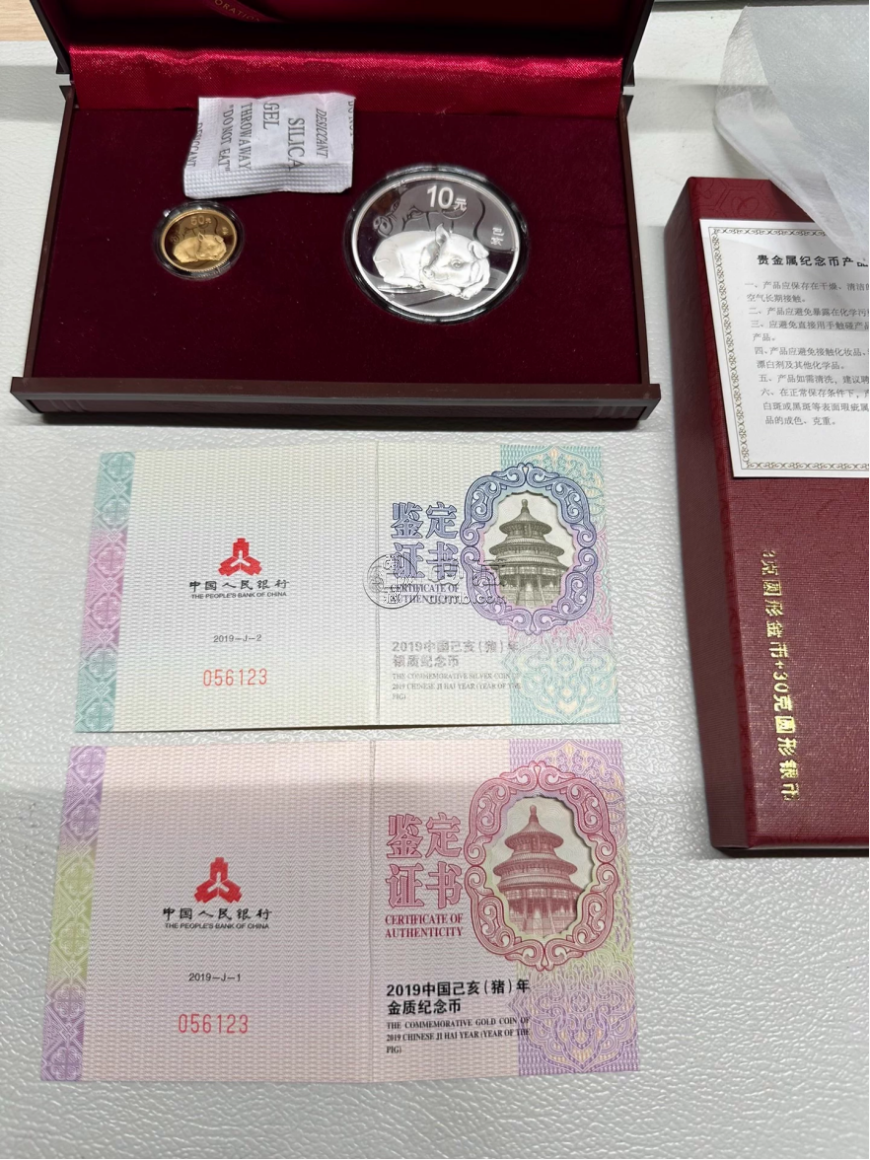 DESICCANT
SILICA
GEL
THROW AWAY
"DO NOT EAT"
50元
10元
己亥
贵金属纪念币产品
一、产品应保存在干燥、清洁
空气长期接触。
二、产品应避免暴露在化学污
三、应避免直接用手触碰产品
产品。
四、产品应避免接触化妆品、
漂白剂及其他化学品。
五、产品如需清洗，建议
六、在正常保存条件下，
白斑或黑斑等表面瑕疵属
品的成色、克重。
3克圆形金币+30克圆形银币
中国人民银行
THE PEOPLE'S BANK OF CHINA
2019-J-2
056123
鉴定
证书
CERTIFICATE OF
AUTHENTICITY
2019中国己亥（猪）年
银质纪念币
THE COMMEMORATIVE SILVER COIN OF
2019 CHINESE JI HAI YEAR (YEAR OF THE
PIG)
中国人民银行
THE PEOPLE'S BANK OF CHINA
2019-J-1
056123
鉴定
证书
CERTIFICATE OF
AUTHENTICITY
2019中国己亥（猪）年
金质纪念币
THE COMMEMORATIVE GOLD COIN OF
2019 CHINESE JI HAI YEAR (YEAR OF THE
PIG)